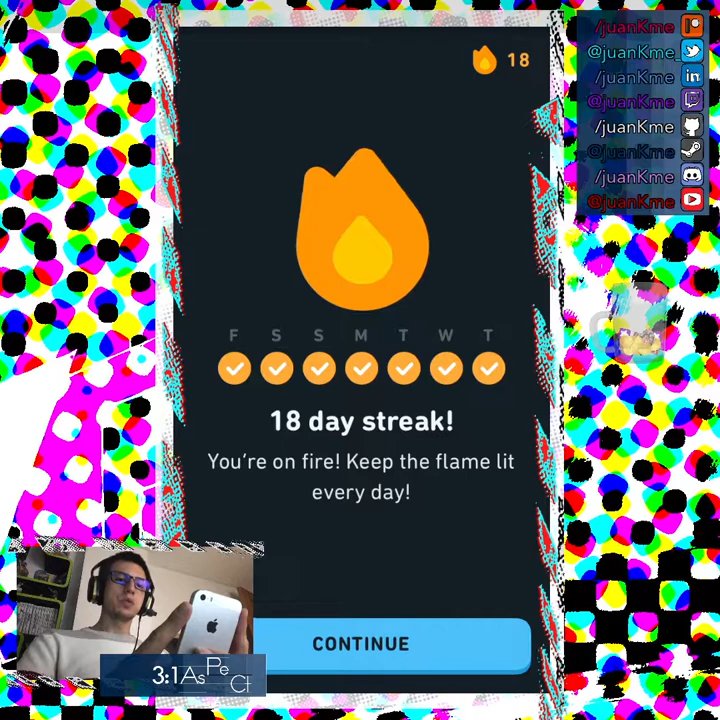 18
F S S M T W T
18 day streak!
You're on fire! Keep the flame lit
every day!
CONTINUE
/juanKme
@juanKme_
/juanKme
@juanKme
/juanKme
@juanKme
/juanKme
@juanKme
3:1AsPeCt